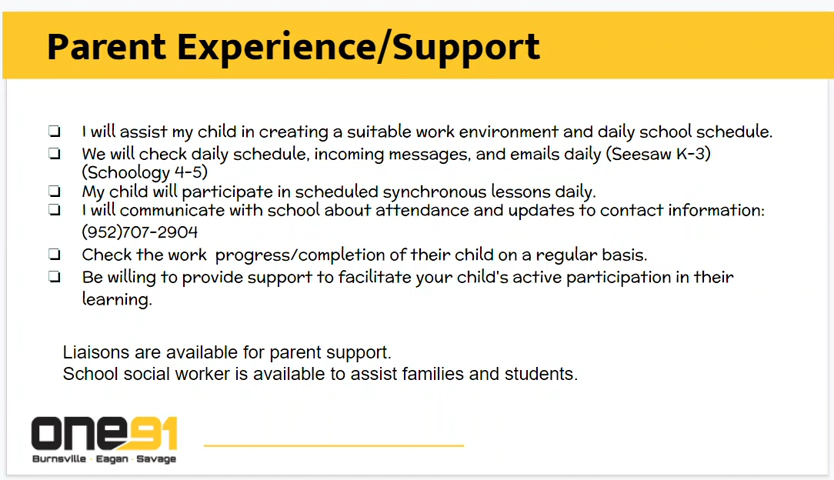 Parent Experience/Support
I will assist my child in creating a suitable work environment and daily school schedule.
We will check daily schedule, incoming messages, and emails daily (Seesaw K-3)
(Schoology 4-5)
My child will participate in scheduled synchronous lessons daily.
I will communicate with school about attendance and updates to contact information:
(952)707-2904
Check the work progress/completion of their child on a regular basis.
Be willing to provide support to facilitate your child's active participation in their
learning.
Liaisons are available for parent support.
School social worker is available to assist families and students.
one91
Burnsville · Eagan · Savage